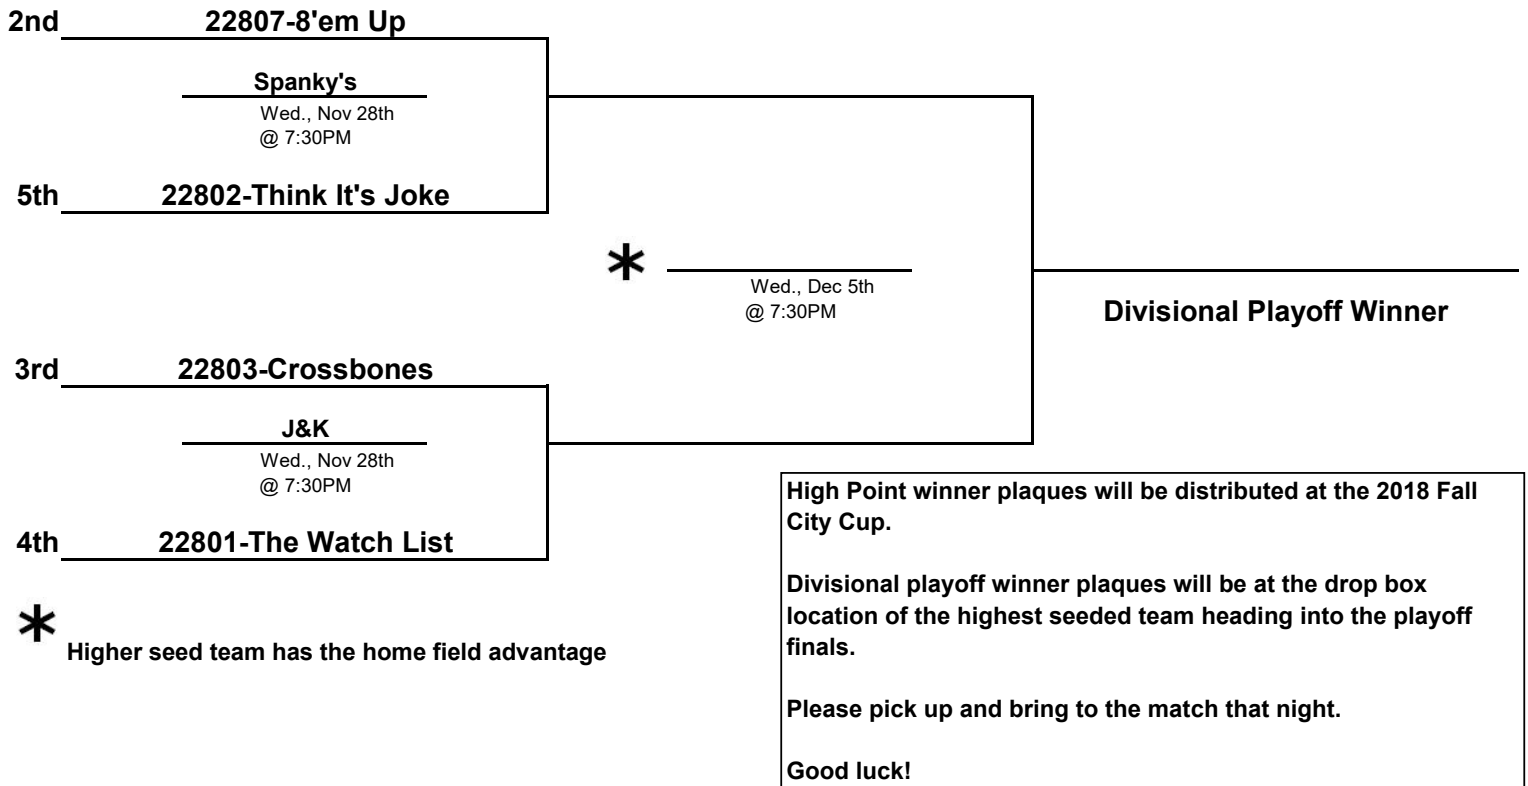 2nd 22807-8'em Up
Spanky's
Wed., Nov 28th
@ 7:30PM
5th 22802-Think It's Joke
*
Wed., Dec 5th
@ 7:30PM
Divisional Playoff Winner
3rd 22803-Crossbones
J&K
Wed., Nov 28th
@ 7:30PM
4th 22801-The Watch List
* Higher seed team has the home field advantage
High Point winner plaques will be distributed at the 2018 Fall
City Cup.
Divisional playoff winner plaques will be at the drop box
location of the highest seeded team heading into the playoff
finals.
Please pick up and bring to the match that night.
Good luck!